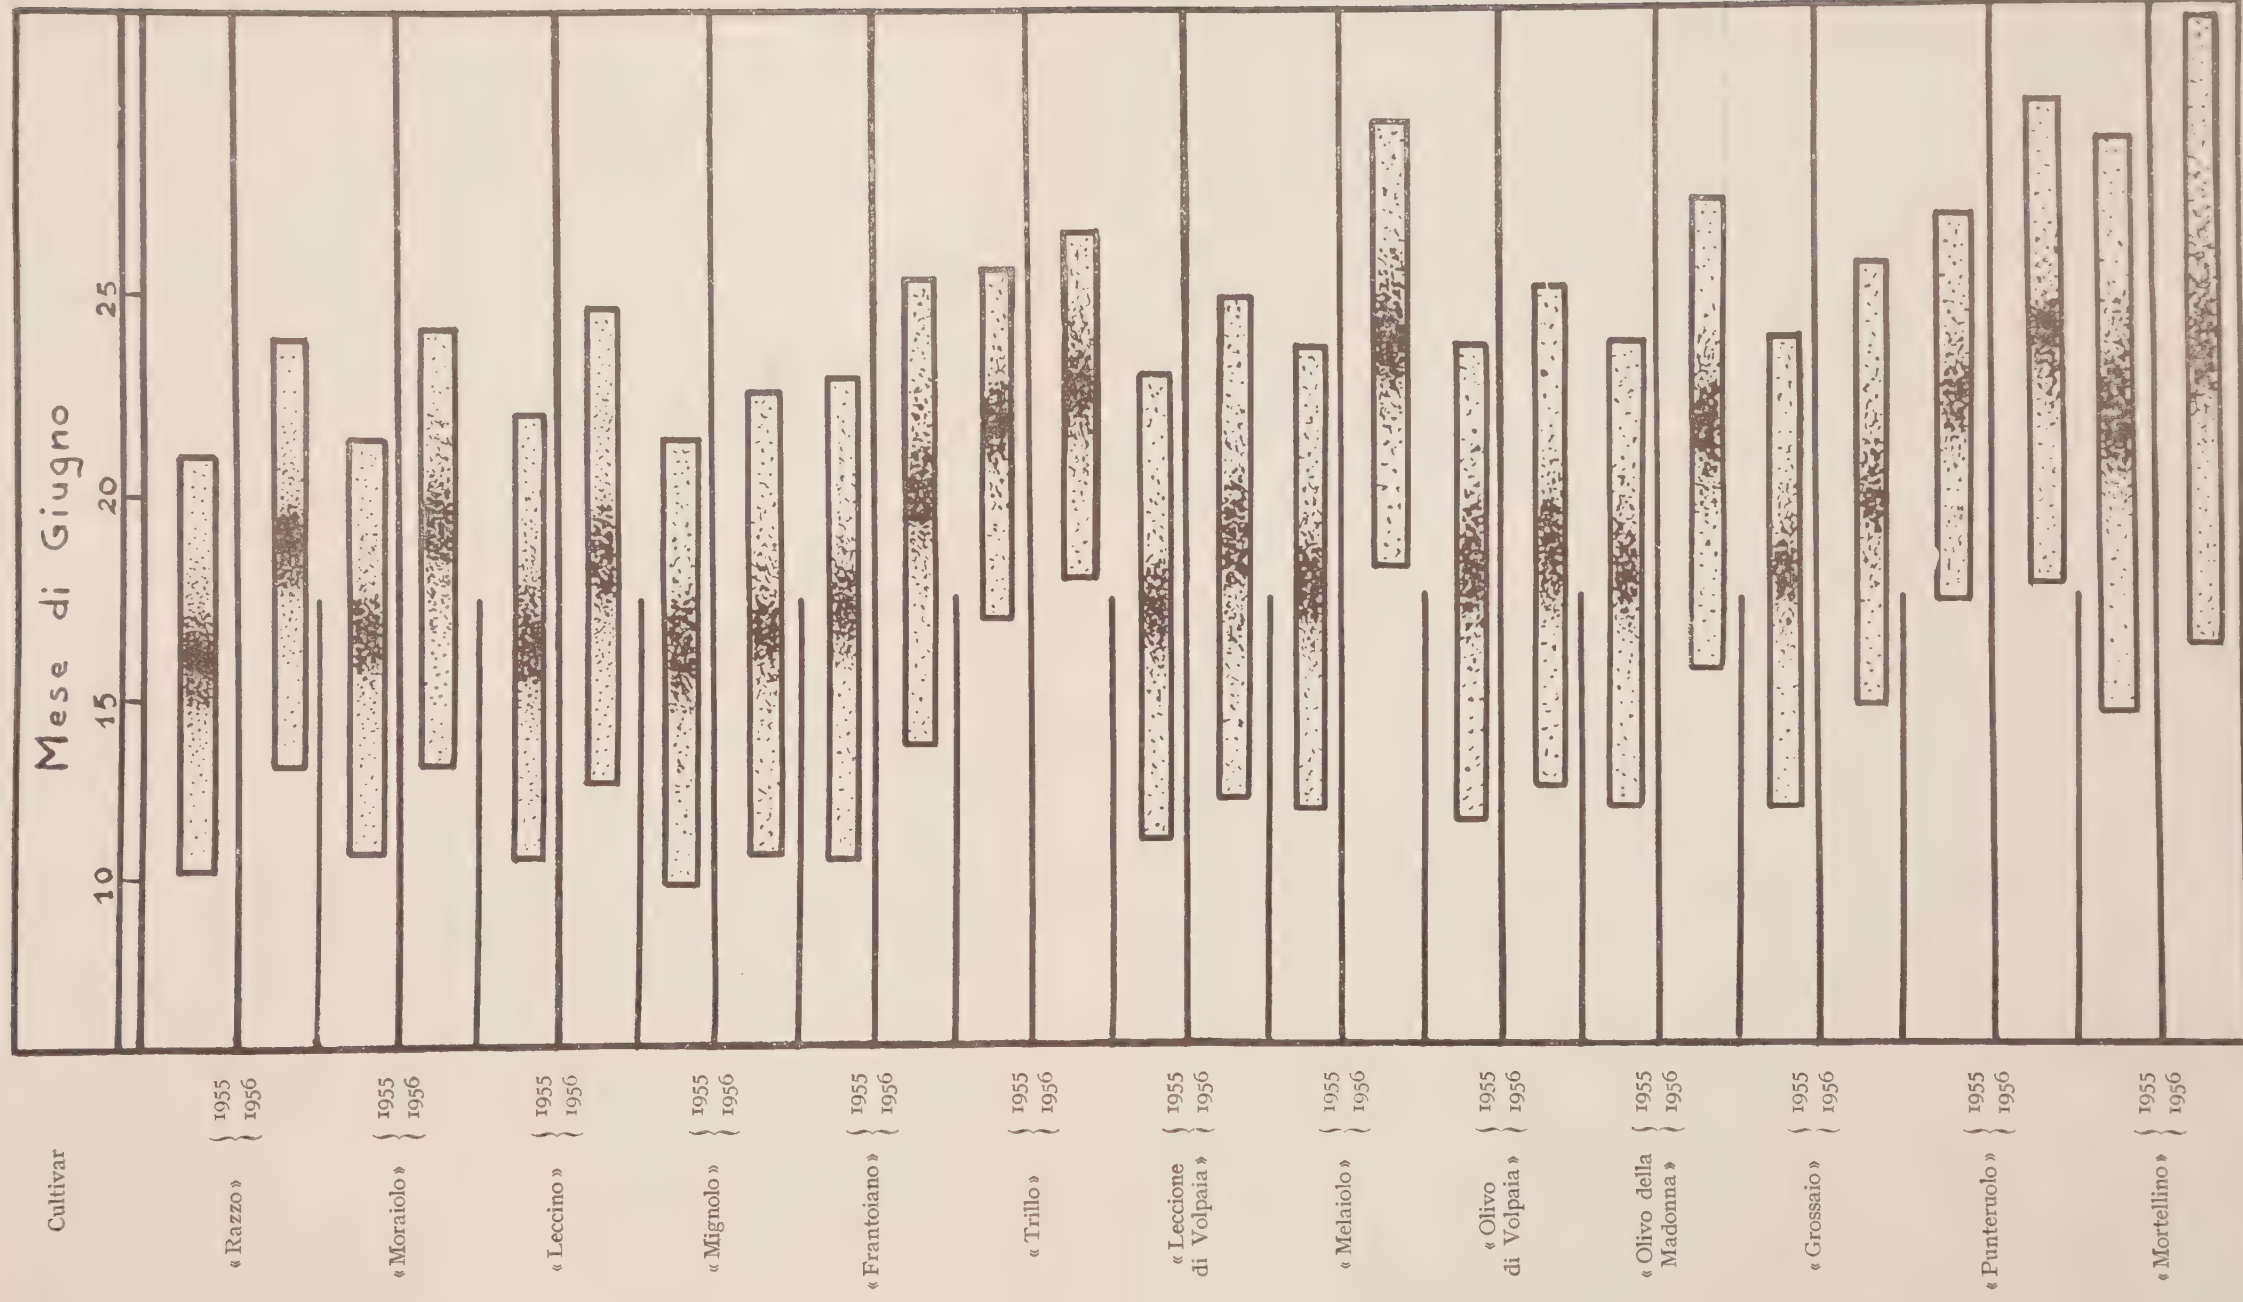 Mese di Giugno
10 15 20 25
Cultivar
« Razzo » { 1955
{ 1956
« Moraiolo » { 1955
{ 1956
« Leccino » { 1955
{ 1956
« Mignolo » { 1955
{ 1956
« Frantoiano » { 1955
{ 1956
« Trillo » { 1955
{ 1956
« Leccione
di Volpaia » { 1955
{ 1956
« Melaiolo » { 1955
{ 1956
« Olivo
di Volpaia » { 1955
{ 1956
« Olivo della
Madonna » { 1955
{ 1956
« Grossaio » { 1955
{ 1956
« Punteruolo » { 1955
{ 1956
« Mortellino » { 1955
{ 1956